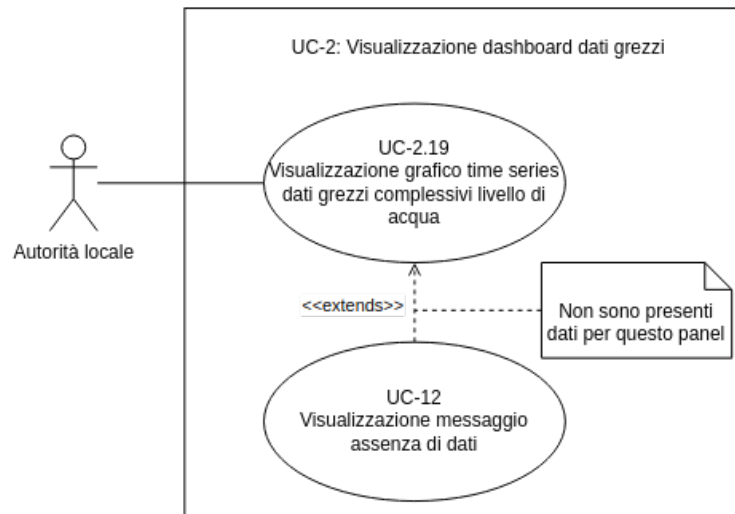 UC-2: Visualizzazione dashboard dati grezzi
UC-2.19
Visualizzazione grafico time series
dati grezzi complessivi livello di
acqua
Autorità locale
<<extends>>
Non sono presenti
dati per questo panel
UC-12
Visualizzazione messaggio
assenza di dati